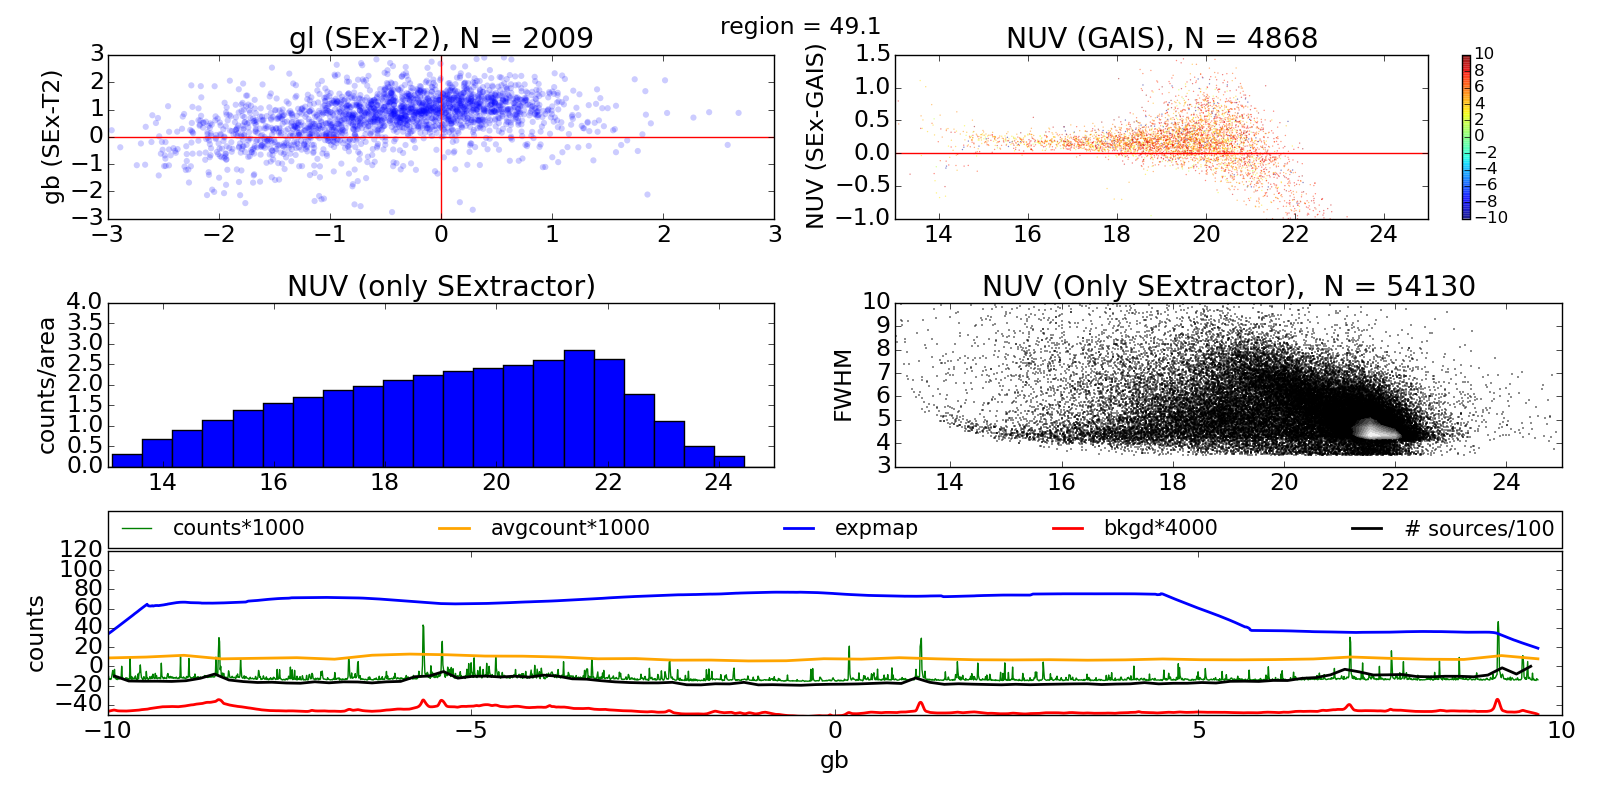 region = 49.1
gl (SEx-T2), N = 2009
gb (SEx-T2)
3
2
1
0
−1
−2
−3
−3 −2 −1 0 1 2 3
NUV (GAIS), N = 4868
NUV (SEx-GAIS)
1.5
1.0
0.5
0.0
−0.5
−1.0
14 16 18 20 22 24
10
8
6
4
2
0
−2
−4
−6
−8
−10
NUV (only SExtractor)
counts/area
4.0
3.5
3.0
2.5
2.0
1.5
1.0
0.5
0.0
14 16 18 20 22 24
NUV (Only SExtractor),  N = 54130
FWHM
10
9
8
7
6
5
4
3
14 16 18 20 22 24
counts*1000 avgcount*1000 expmap bkgd*4000 # sources/100
counts
120
100
80
60
40
20
0
−20
−40
−10 −5 0 5 10
gb